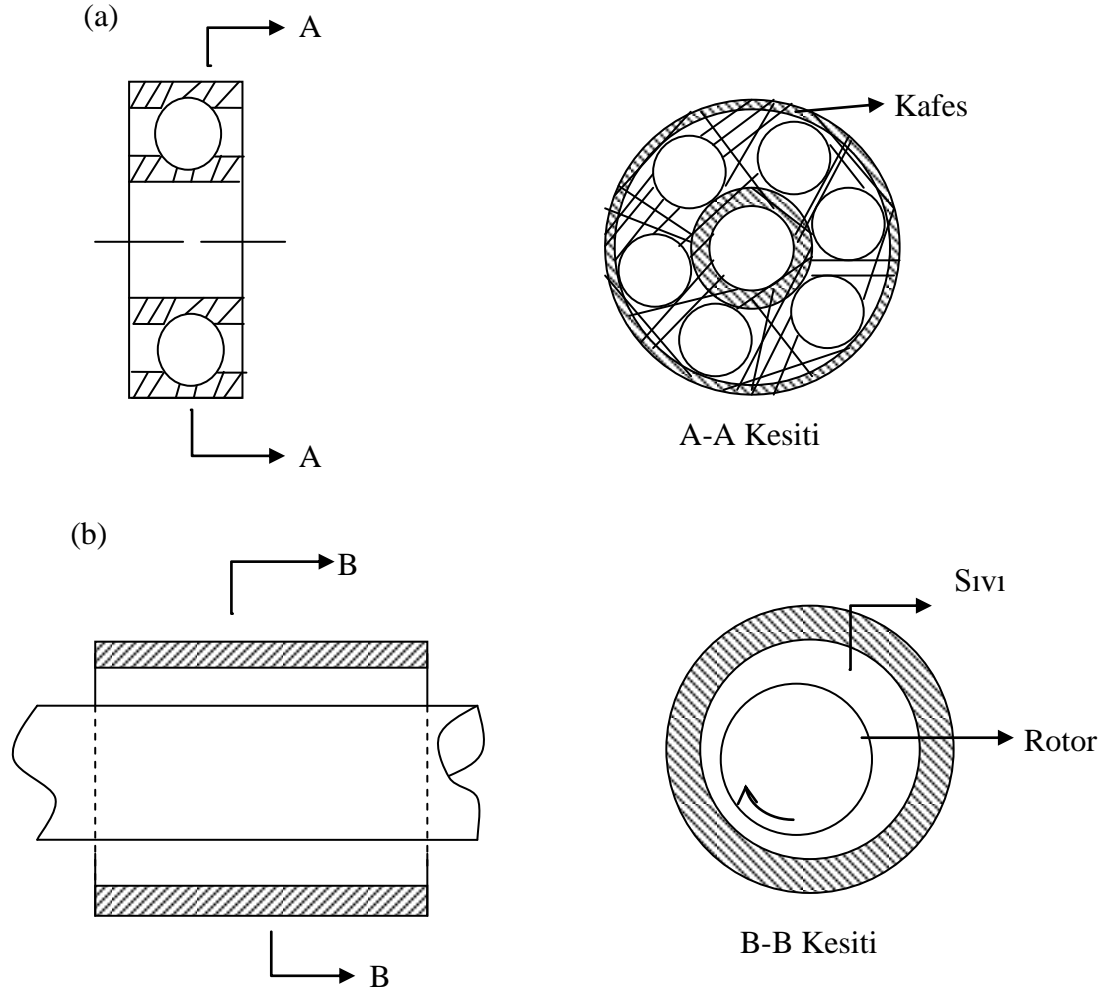 (a)
A
Kafes
A-A Kesiti
A
(b)
B
Sıvı
Rotor
B-B Kesiti
B